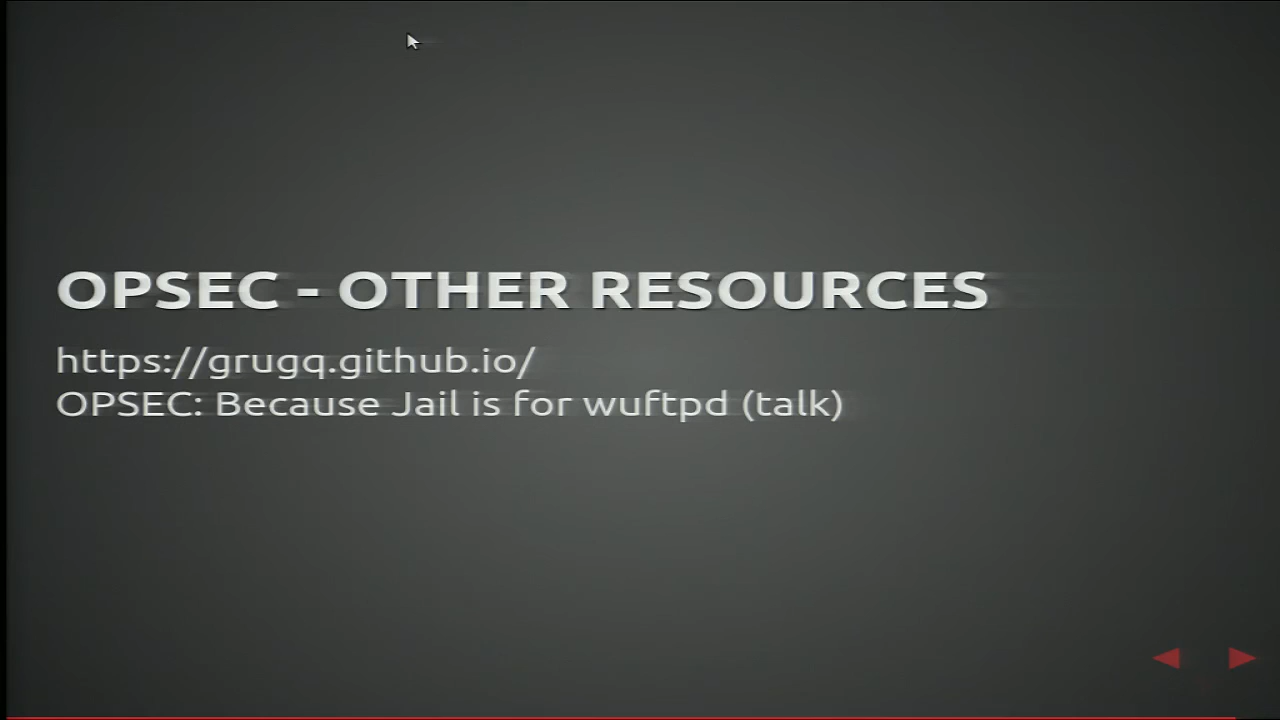 OPSEC - OTHER RESOURCES
https://grugq.github.io/
OPSEC: Because Jail is for wuftpd (talk)